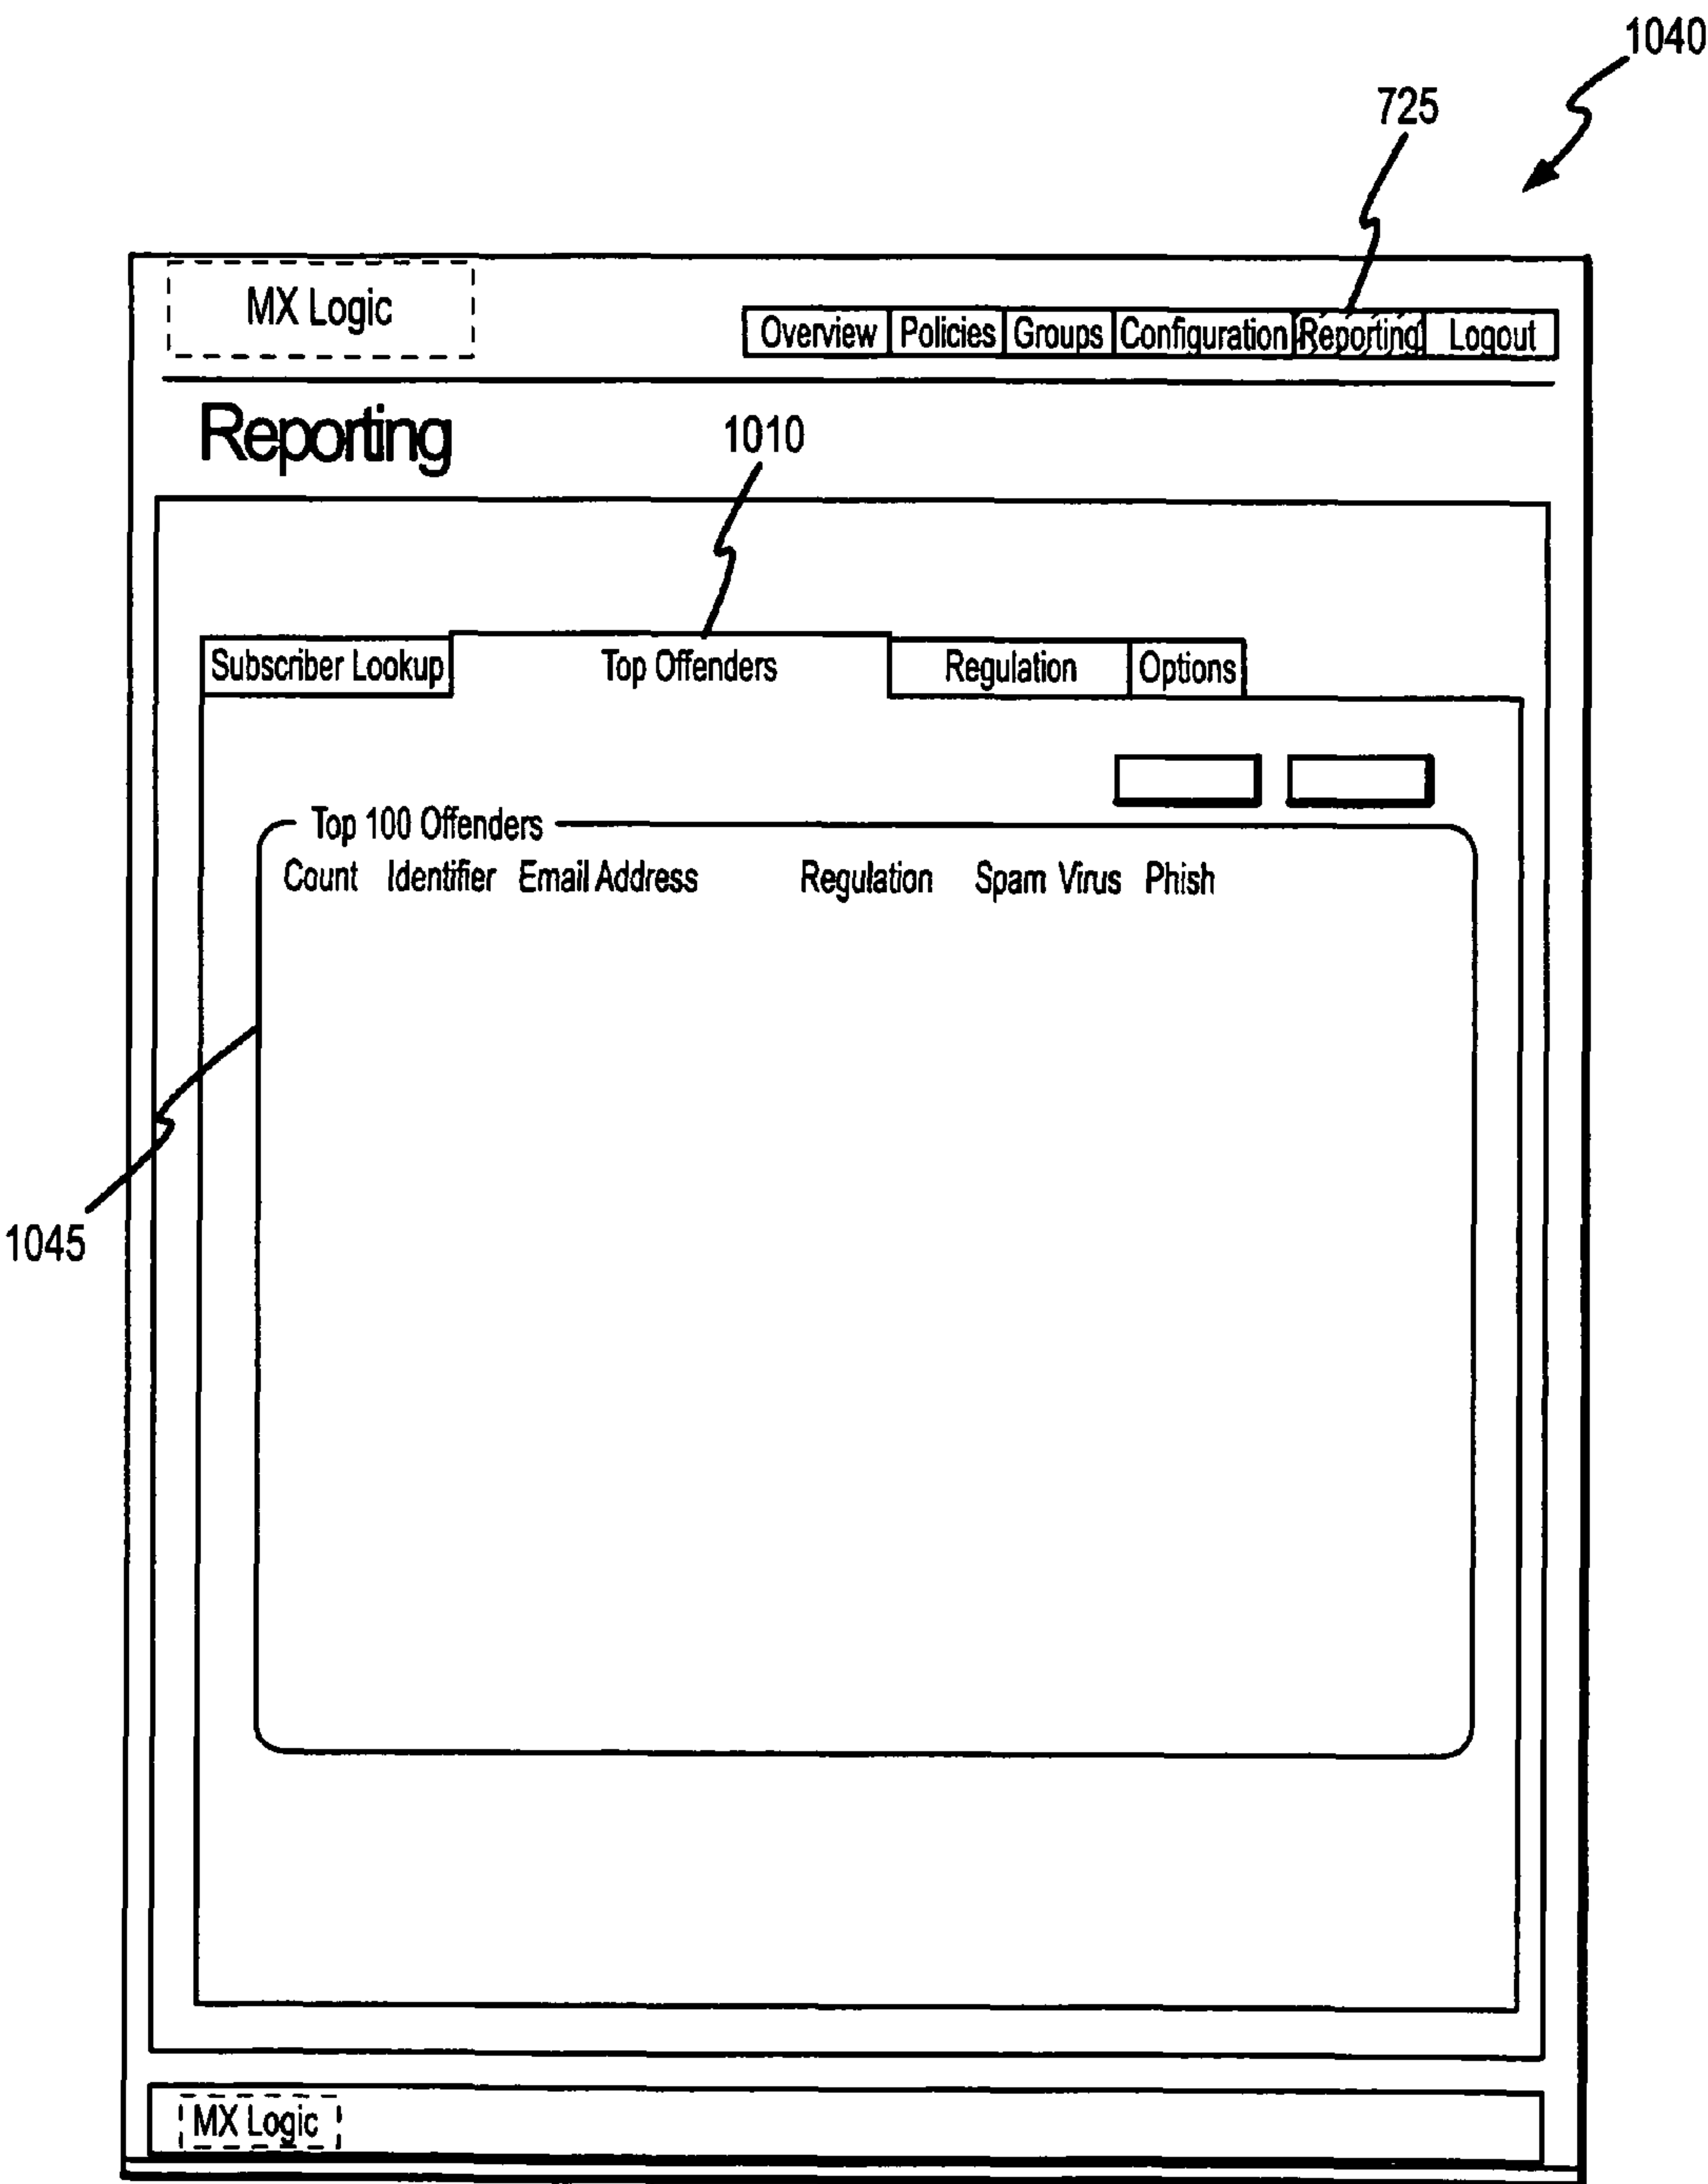 1040
725
MX Logic
Overview Policies Groups Configuration Reporting Logout
Reporting
1010
Subscriber Lookup Top Offenders Regulation Options
Top 100 Offenders
Count Identifier Email Address Regulation Spam Virus Phish
1045
MX Logic